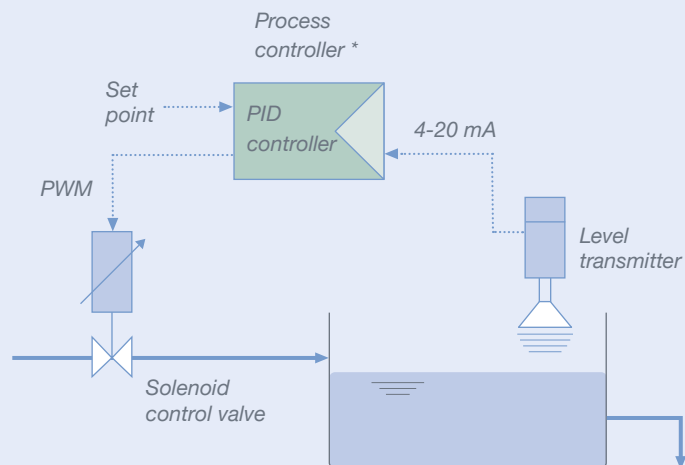 Process
controller *
Set
point
PID
controller
4-20 mA
PWM
Level
transmitter
Solenoid
control valve